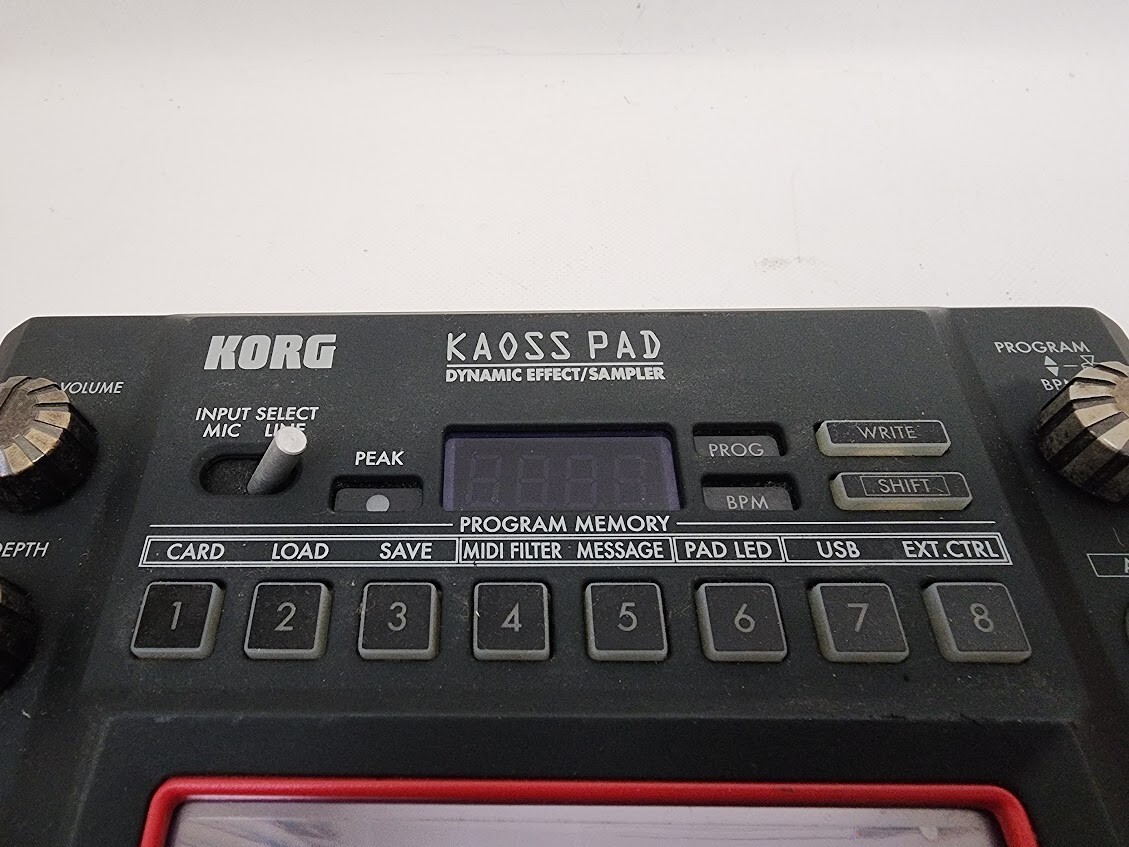 KORG
KAOSS PAD
DYNAMIC EFFECT/SAMPLER
VOLUME
PROGRAM
INPUT SELECT
MIC LINE
PEAK
PROG
BPM
WRITE
SHIFT
DEPTH
PROGRAM MEMORY
CARD LOAD SAVE MIDI FILTER MESSAGE PAD LED USB EXT.CTRL
1 2 3 4 5 6 7 8